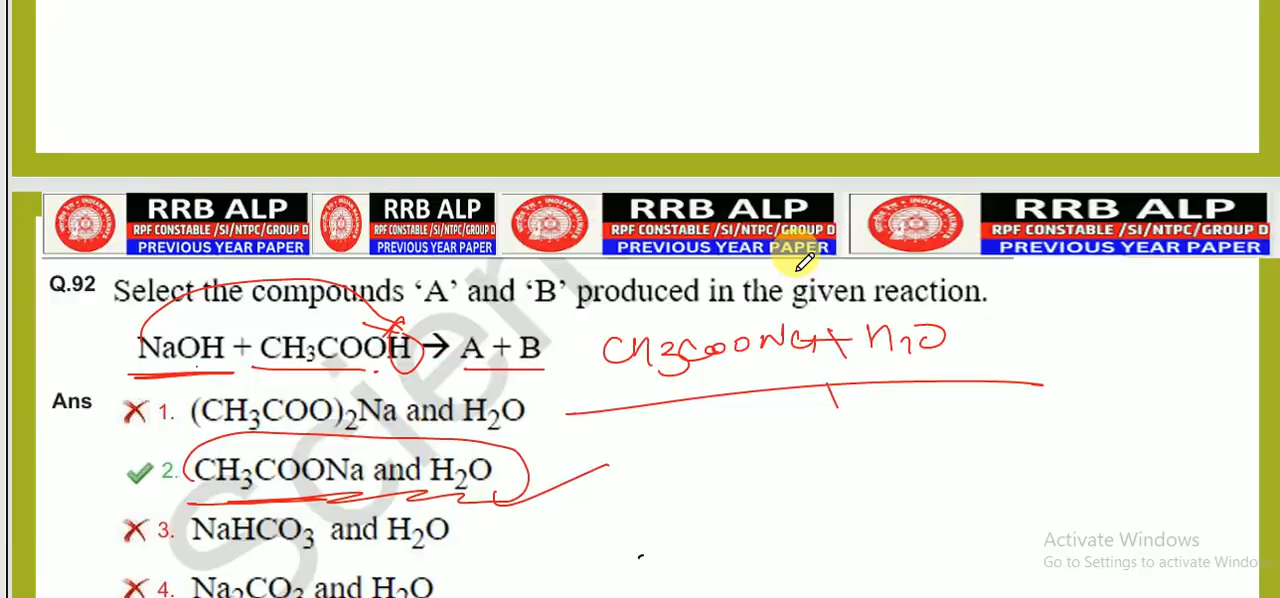 RRB ALP RRB ALP RRB ALP RRB ALP
RPF CONSTABLE /SI/NTPC/GROUP D RPF CONSTABLE /SI/NTPC/GROUP D RPF CONSTABLE /SI/NTPC/GROUP D RPF CONSTABLE /SI/NTPC/GROUP D
PREVIOUS YEAR PAPER PREVIOUS YEAR PAPER PREVIOUS YEAR PAPER PREVIOUS YEAR PAPER
Q.92 Select the compounds ‘A’ and ‘B’ produced in the given reaction.
NaOH + CH₃COOH → A + B CH3COONa + H2O
Ans 1. (CH₃COO)₂Na and H₂O
2. CH₃COONa and H₂O
3. NaHCO₃ and H₂O
4. Na₂CO₃ and H₂O
Activate Windows
Go to Settings to activate Windows